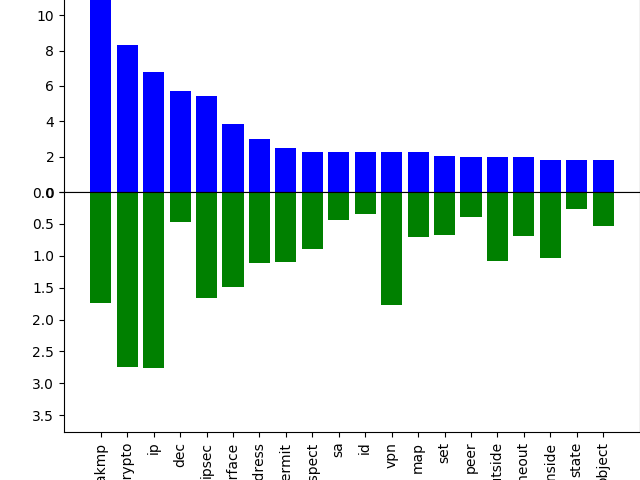 10
8
6
4
2
0
0.0
0.5
1.0
1.5
2.0
2.5
3.0
3.5
akmp
rypto
ip
dec
ipsec
rface
dress
ermit
spect
sa
id
vpn
map
set
peer
tside
neout
nside
state
object